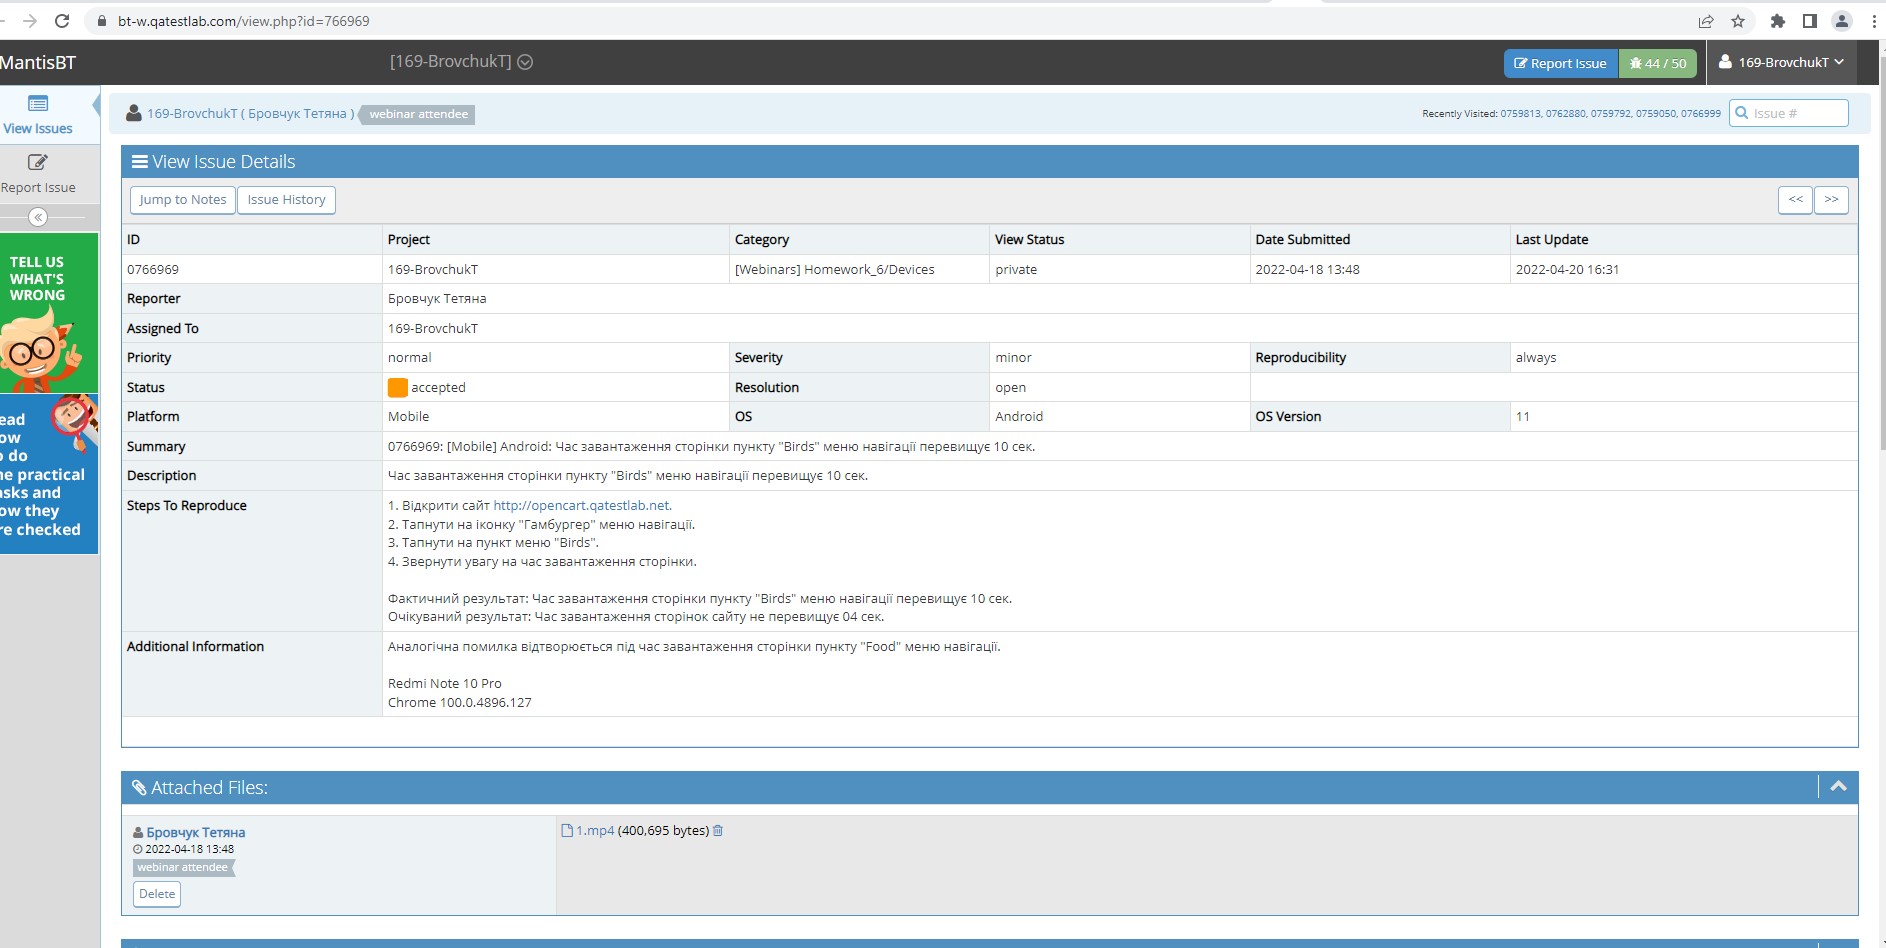 bt-w.qatestlab.com/view.php?id=766969
MantisBT
[169-BrovchukT]
Report Issue
44 / 50
169-BrovchukT
View Issues
Report Issue
TELL US
WHAT'S
WRONG
ead
ow
o do
he practical
asks and
ow they
re checked
169-BrovchukT ( Бровчук Тетяна )
webinar attendee
Recently Visited: 0759813, 0762880, 0759792, 0759050, 0766999
Issue #
View Issue Details
Jump to Notes
Issue History
<<
>>
ID Project Category View Status Date Submitted Last Update
0766969 169-BrovchukT [Webinars] Homework_6/Devices private 2022-04-18 13:48 2022-04-20 16:31
Reporter Бровчук Тетяна
Assigned To 169-BrovchukT
Priority normal Severity minor Reproducibility always
Status accepted Resolution open
Platform Mobile OS Android OS Version 11
Summary 0766969: [Mobile] Android: Час завантаження сторінки пункту "Birds" меню навігації перевищує 10 сек.
Description Час завантаження сторінки пункту "Birds" меню навігації перевищує 10 сек.
Steps To Reproduce 1. Відкрити сайт http://opencart.qatestlab.net.
2. Тапнути на іконку "Гамбургер" меню навігації.
3. Тапнути на пункт меню "Birds".
4. Звернути увагу на час завантаження сторінки.
Фактичний результат: Час завантаження сторінки пункту "Birds" меню навігації перевищує 10 сек.
Очікуваний результат: Час завантаження сторінок сайту не перевищує 04 сек.
Additional Information Аналогічна помилка відтворюється під час завантаження сторінки пункту "Food" меню навігації.
Redmi Note 10 Pro
Chrome 100.0.4896.127
Attached Files:
Бровчук Тетяна
2022-04-18 13:48
webinar attendee
Delete
1.mp4 (400,695 bytes)